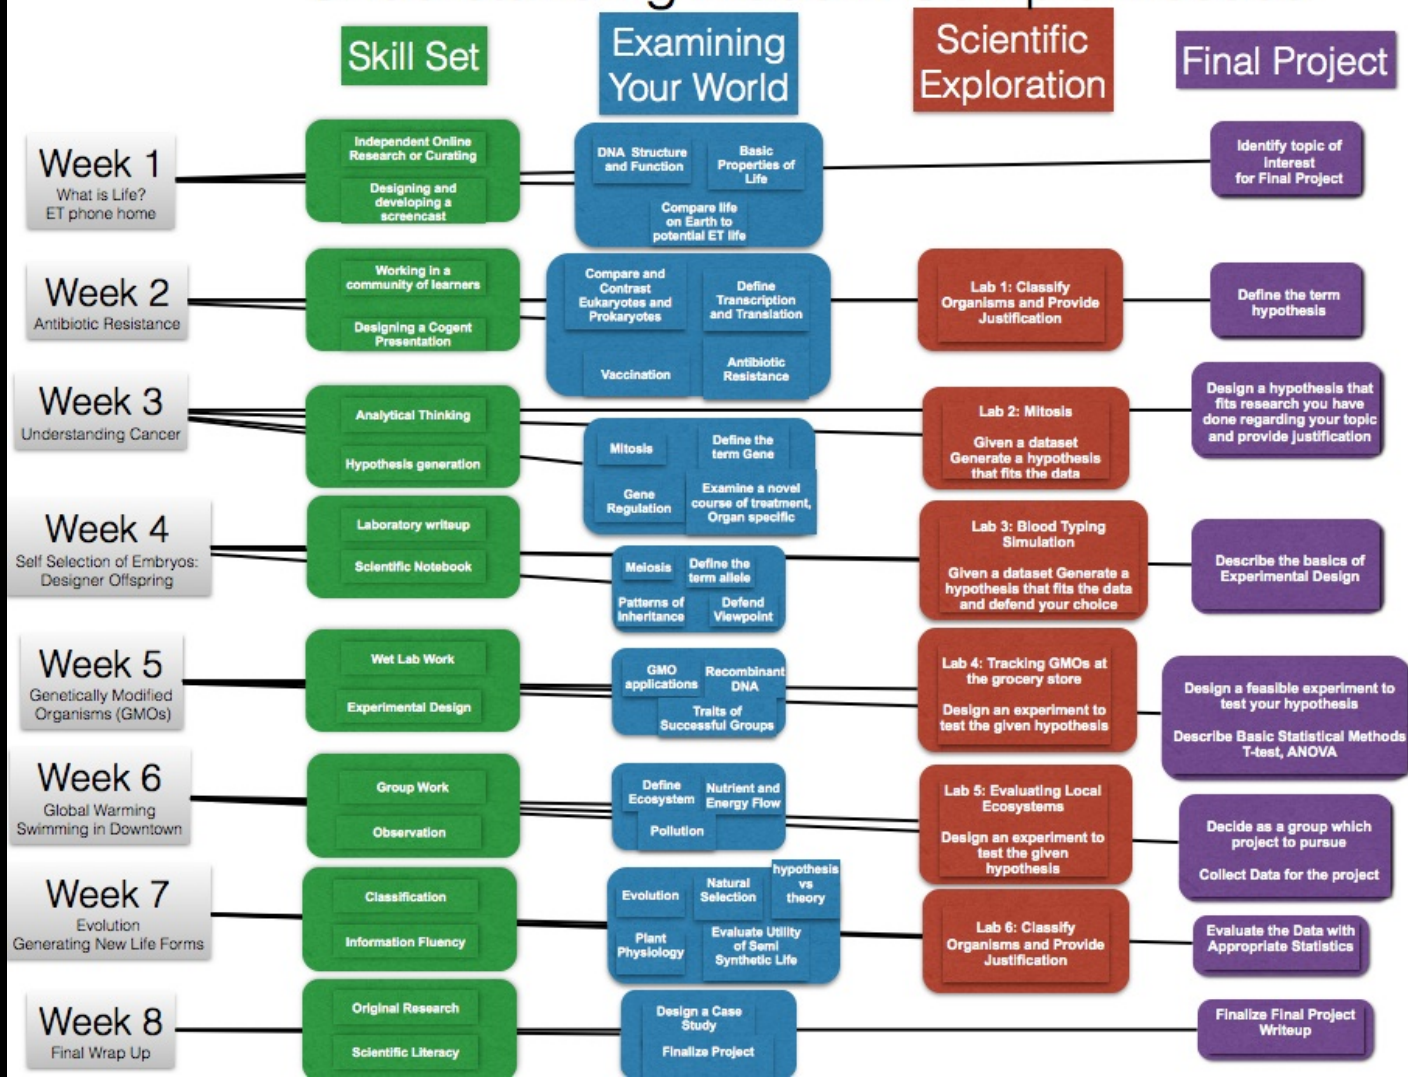 Skill Set
Examining
Your World
Scientific
Exploration
Final Project
Week 1
What is Life?
ET phone home
Independent Online
Research or Curating
Designing and
developing a
screencast
DNA Structure
and Function
Basic
Properties of
Life
Compare life
on Earth to
potential ET life
Identify topic of
Interest
for Final Project
Week 2
Antibiotic Resistance
Working in a
community of learners
Designing a Cogent
Presentation
Compare and
Contrast
Eukaryotes and
Prokaryotes
Define
Transcription
and Translation
Vaccination
Antibiotic
Resistance
Lab 1: Classify
Organisms and Provide
Justification
Define the term
hypothesis
Week 3
Understanding Cancer
Analytical Thinking
Hypothesis generation
Mitosis
Define the
term Gene
Gene
Regulation
Examine a novel
course of treatment,
Organ specific
Lab 2: Mitosis
Given a dataset
Generate a hypothesis
that fits the data
Design a hypothesis that
fits research you have
done regarding your topic
and provide justification
Week 4
Self Selection of Embryos:
Designer Offspring
Laboratory writeup
Scientific Notebook
Meiosis
Define the
term allele
Patterns of
Inheritance
Defend
Viewpoint
Lab 3: Blood Typing
Simulation
Given a dataset Generate a
hypothesis that fits the data
and defend your choice
Describe the basics of
Experimental Design
Week 5
Genetically Modified
Organisms (GMOs)
Wet Lab Work
Experimental Design
GMO
applications
Recombinant
DNA
Traits of
Successful Groups
Lab 4: Tracking GMOs at
the grocery store
Design an experiment to
test the given hypothesis
Design a feasible experiment to
test your hypothesis
Describe Basic Statistical Methods
T-test, ANOVA
Week 6
Global Warming
Swimming in Downtown
Group Work
Observation
Define
Ecosystem
Nutrient and
Energy Flow
Pollution
Lab 5: Evaluating Local
Ecosystems
Design an experiment to
test the given
hypothesis
Decide as a group which
project to pursue
Collect Data for the project
Week 7
Evolution
Generating New Life Forms
Classification
Information Fluency
Evolution
Natural
Selection
hypothesis
vs
theory
Plant
Physiology
Evaluate Utility
of Semi
Synthetic Life
Lab 6: Classify
Organisms and Provide
Justification
Evaluate the Data with
Appropriate Statistics
Week 8
Final Wrap Up
Original Research
Scientific Literacy
Design a Case
Study
Finalize Project
Finalize Final Project
Writeup